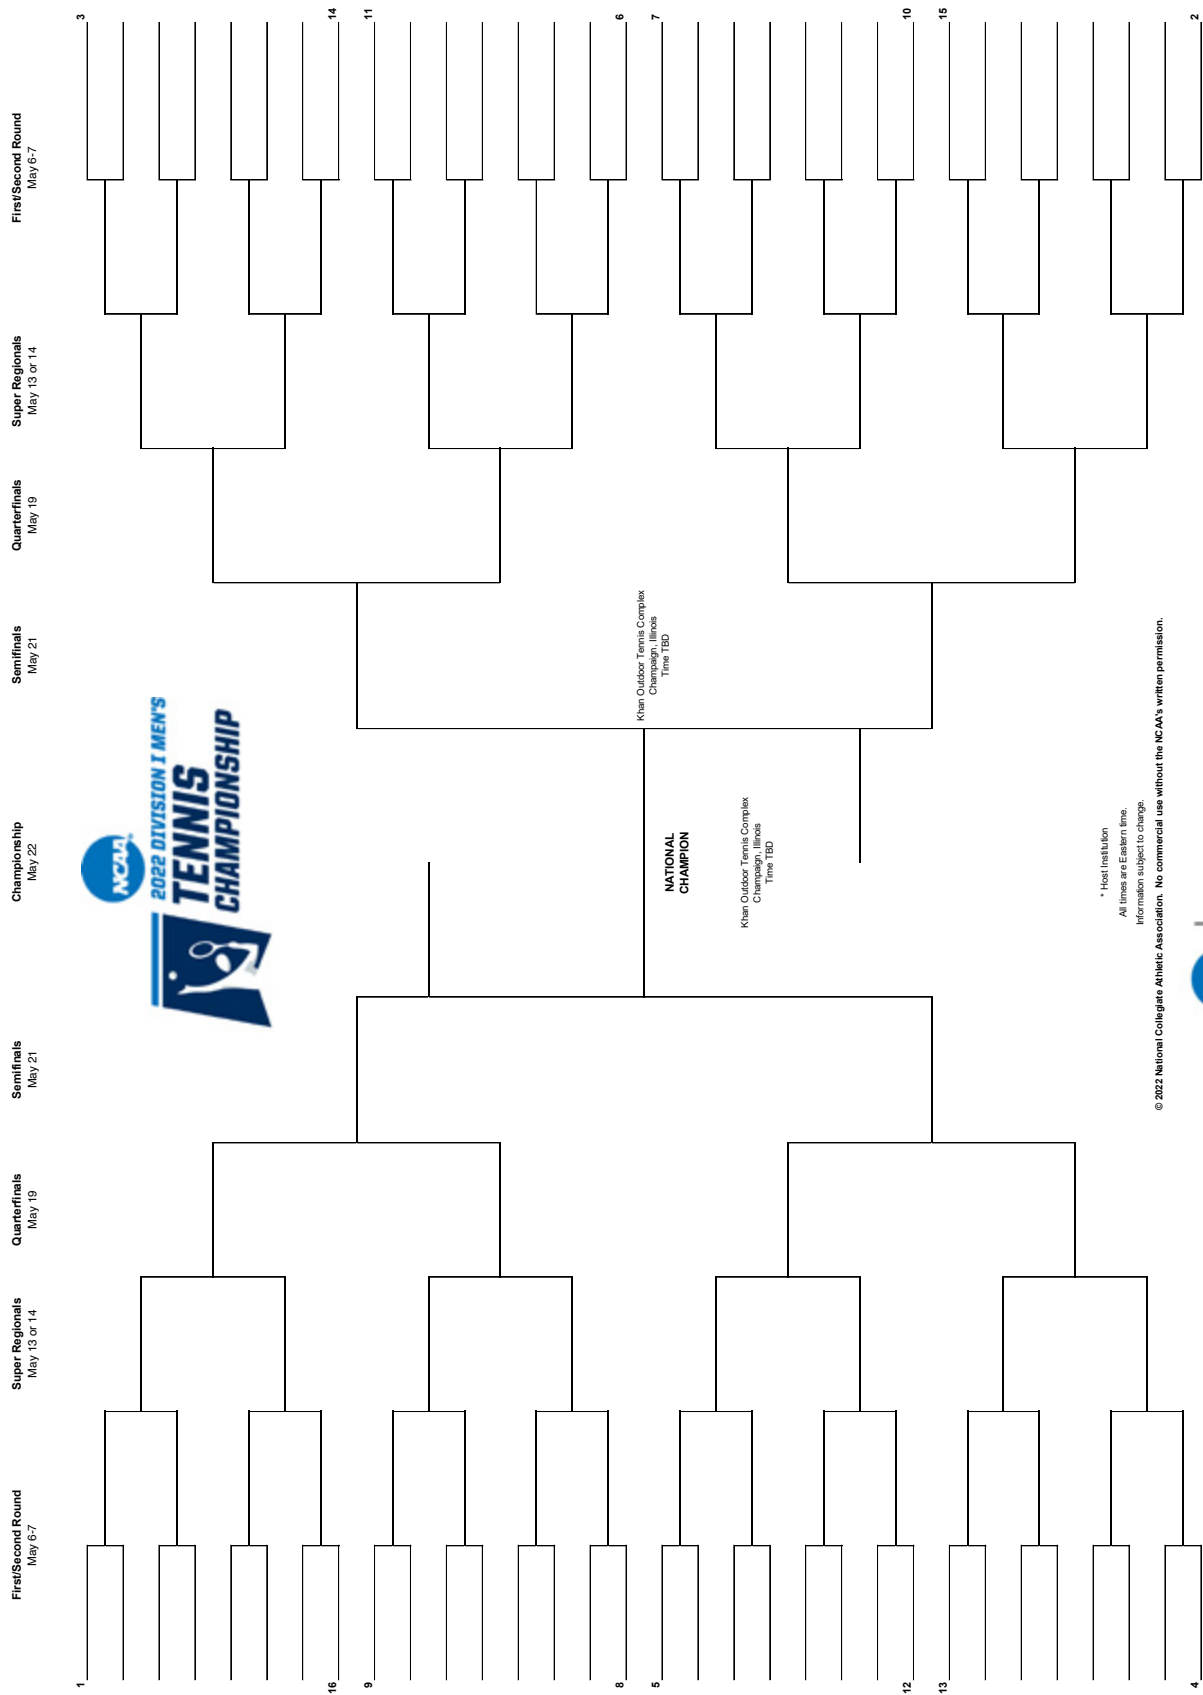 First/Second Round
May 6-7
Super Regionals
May 13 or 14
Quarterfinals
May 19
Semifinals
May 21
Championship
May 22
Semifinals
May 21
Quarterfinals
May 19
Super Regionals
May 13 or 14
First/Second Round
May 6-7
1
16
9
8
5
12
13
4
NCAA
2022 DIVISION I MEN'S
TENNIS
CHAMPIONSHIP
Khan Outdoor Tennis Complex
Champaign, Illinois
Time TBD
NATIONAL
CHAMPION
Khan Outdoor Tennis Complex
Champaign, Illinois
Time TBD
* Host Institution
All times are Eastern time.
Information subject to change.
© 2022 National Collegiate Athletic Association. No commercial use without the NCAA's written permission.
3
14
11
6
7
10
15
2